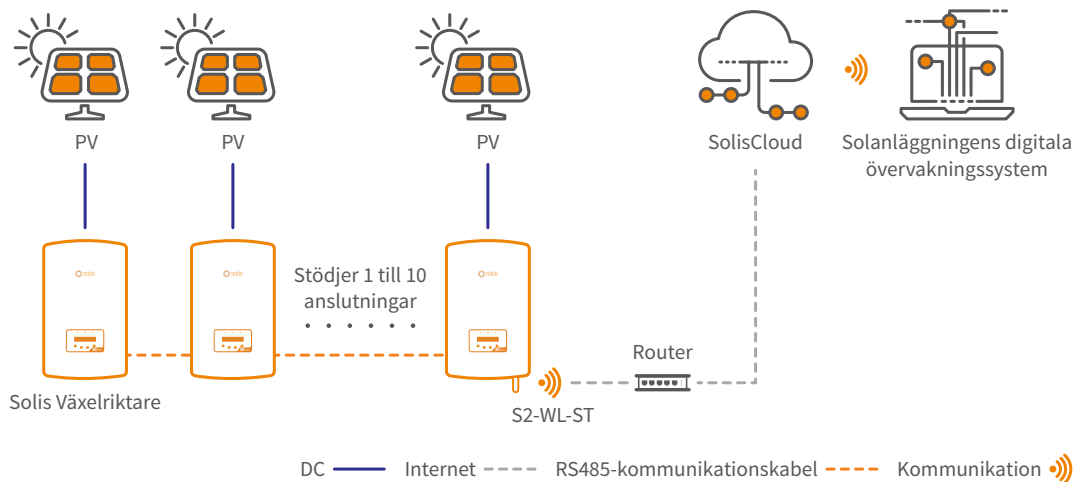 PV
PV
PV
SolisCloud
Solanläggningens digitala
övervakningssystem
solis
solis
solis
Stödjer 1 till 10
anslutningar
Router
Solis Växelriktare
S2-WL-ST
DC
Internet
RS485-kommunikationskabel
Kommunikation